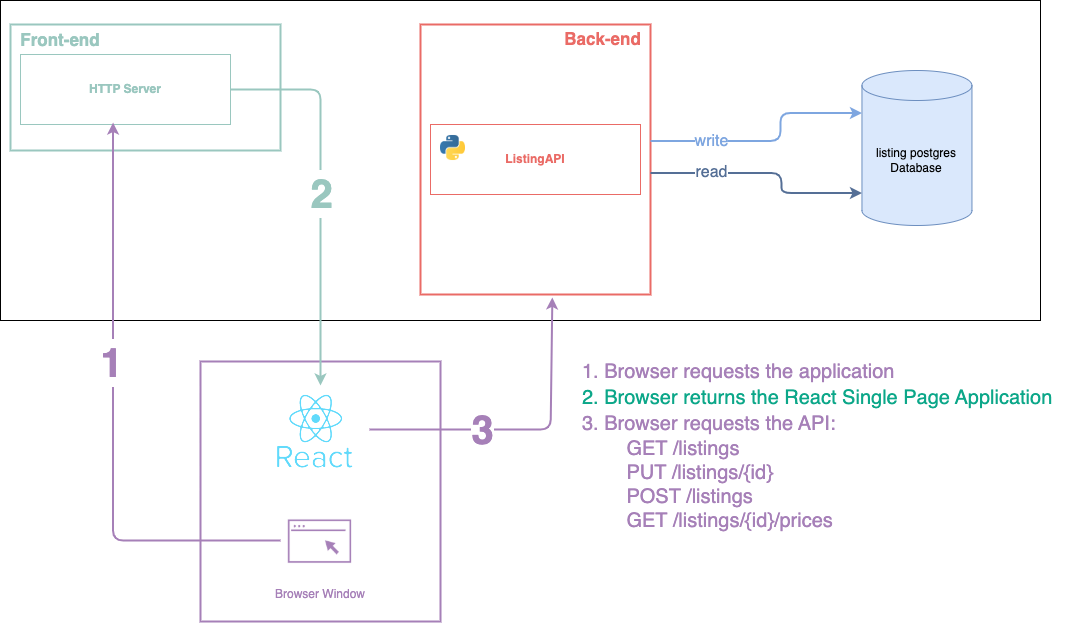 Front-end
HTTP Server
Back-end
ListingAPI
write
read
listing postgres
Database
2
1
3
React
Browser Window
1. Browser requests the application
2. Browser returns the React Single Page Application
3. Browser requests the API:
GET /listings
PUT /listings/{id}
POST /listings
GET /listings/{id}/prices